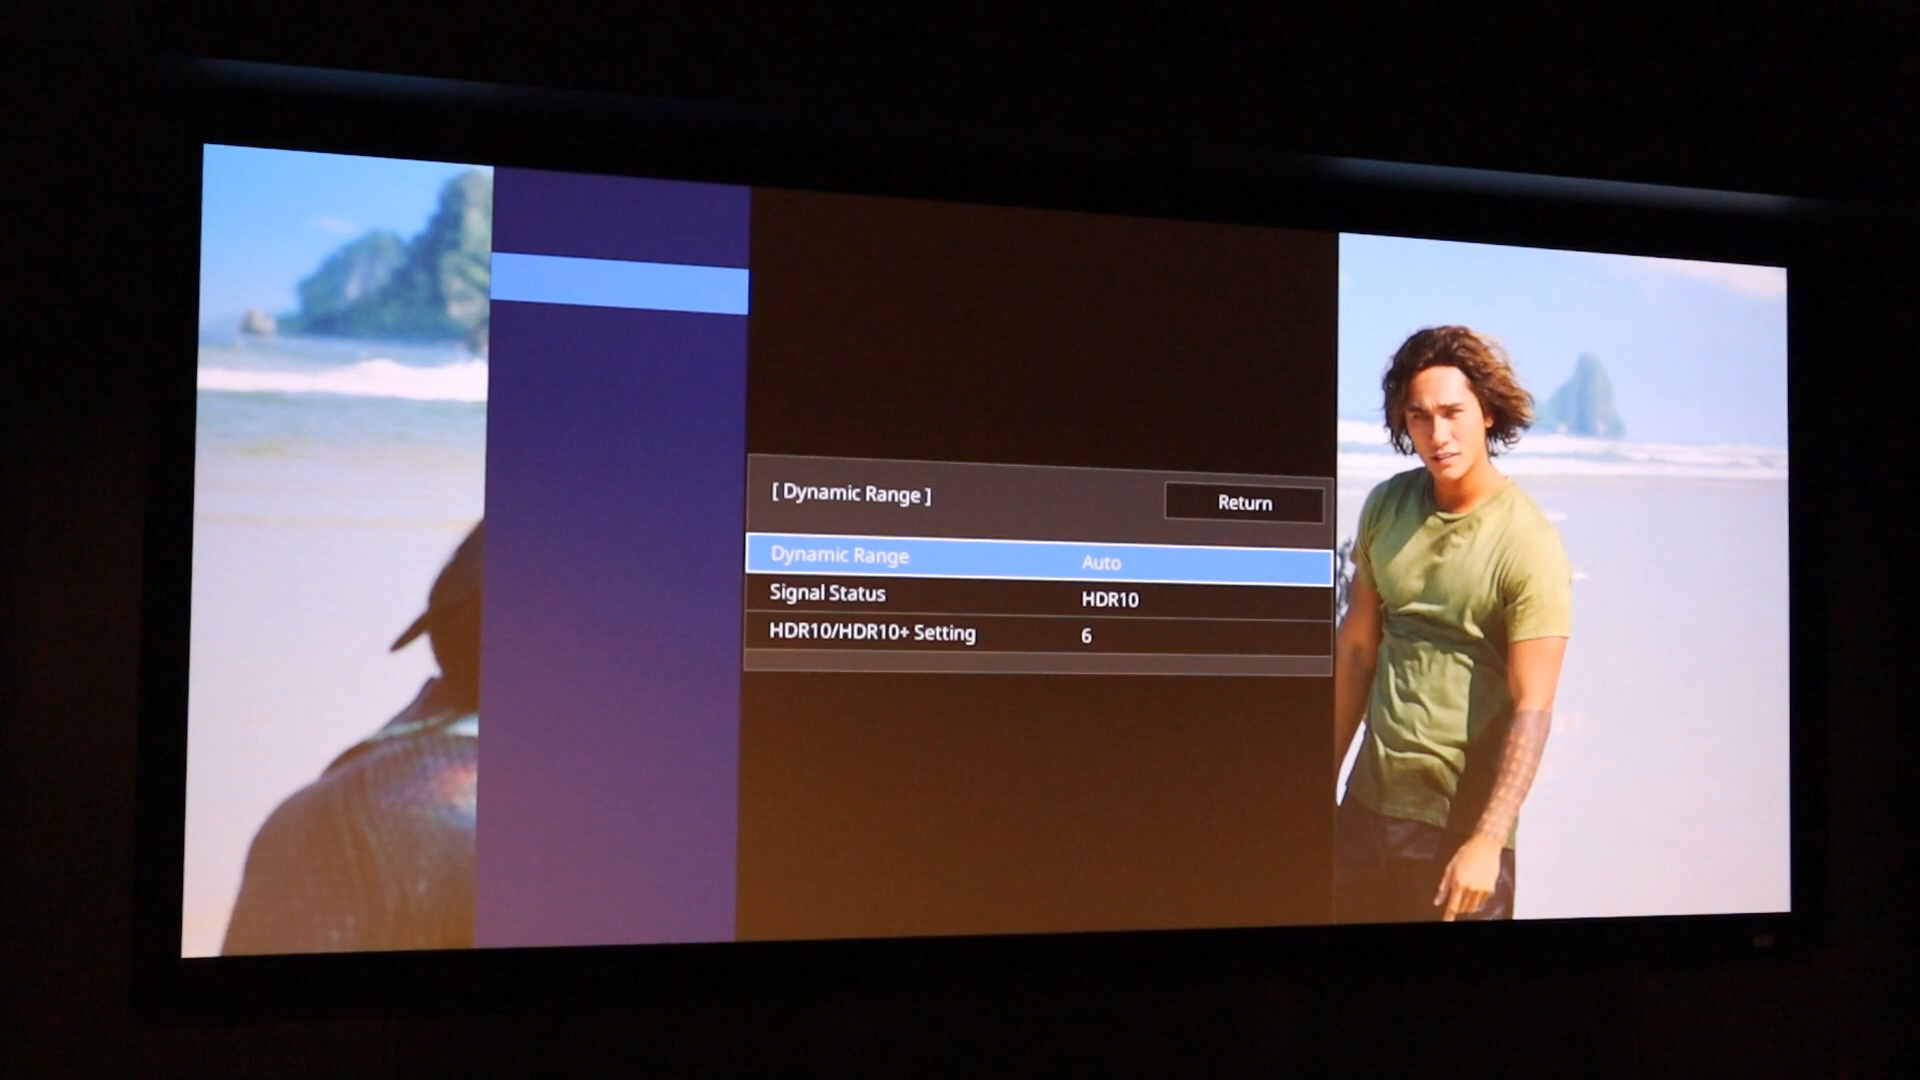 [ Dynamic Range ]
Return
Dynamic Range Auto
Signal Status HDR10
HDR10/HDR10+ Setting 6